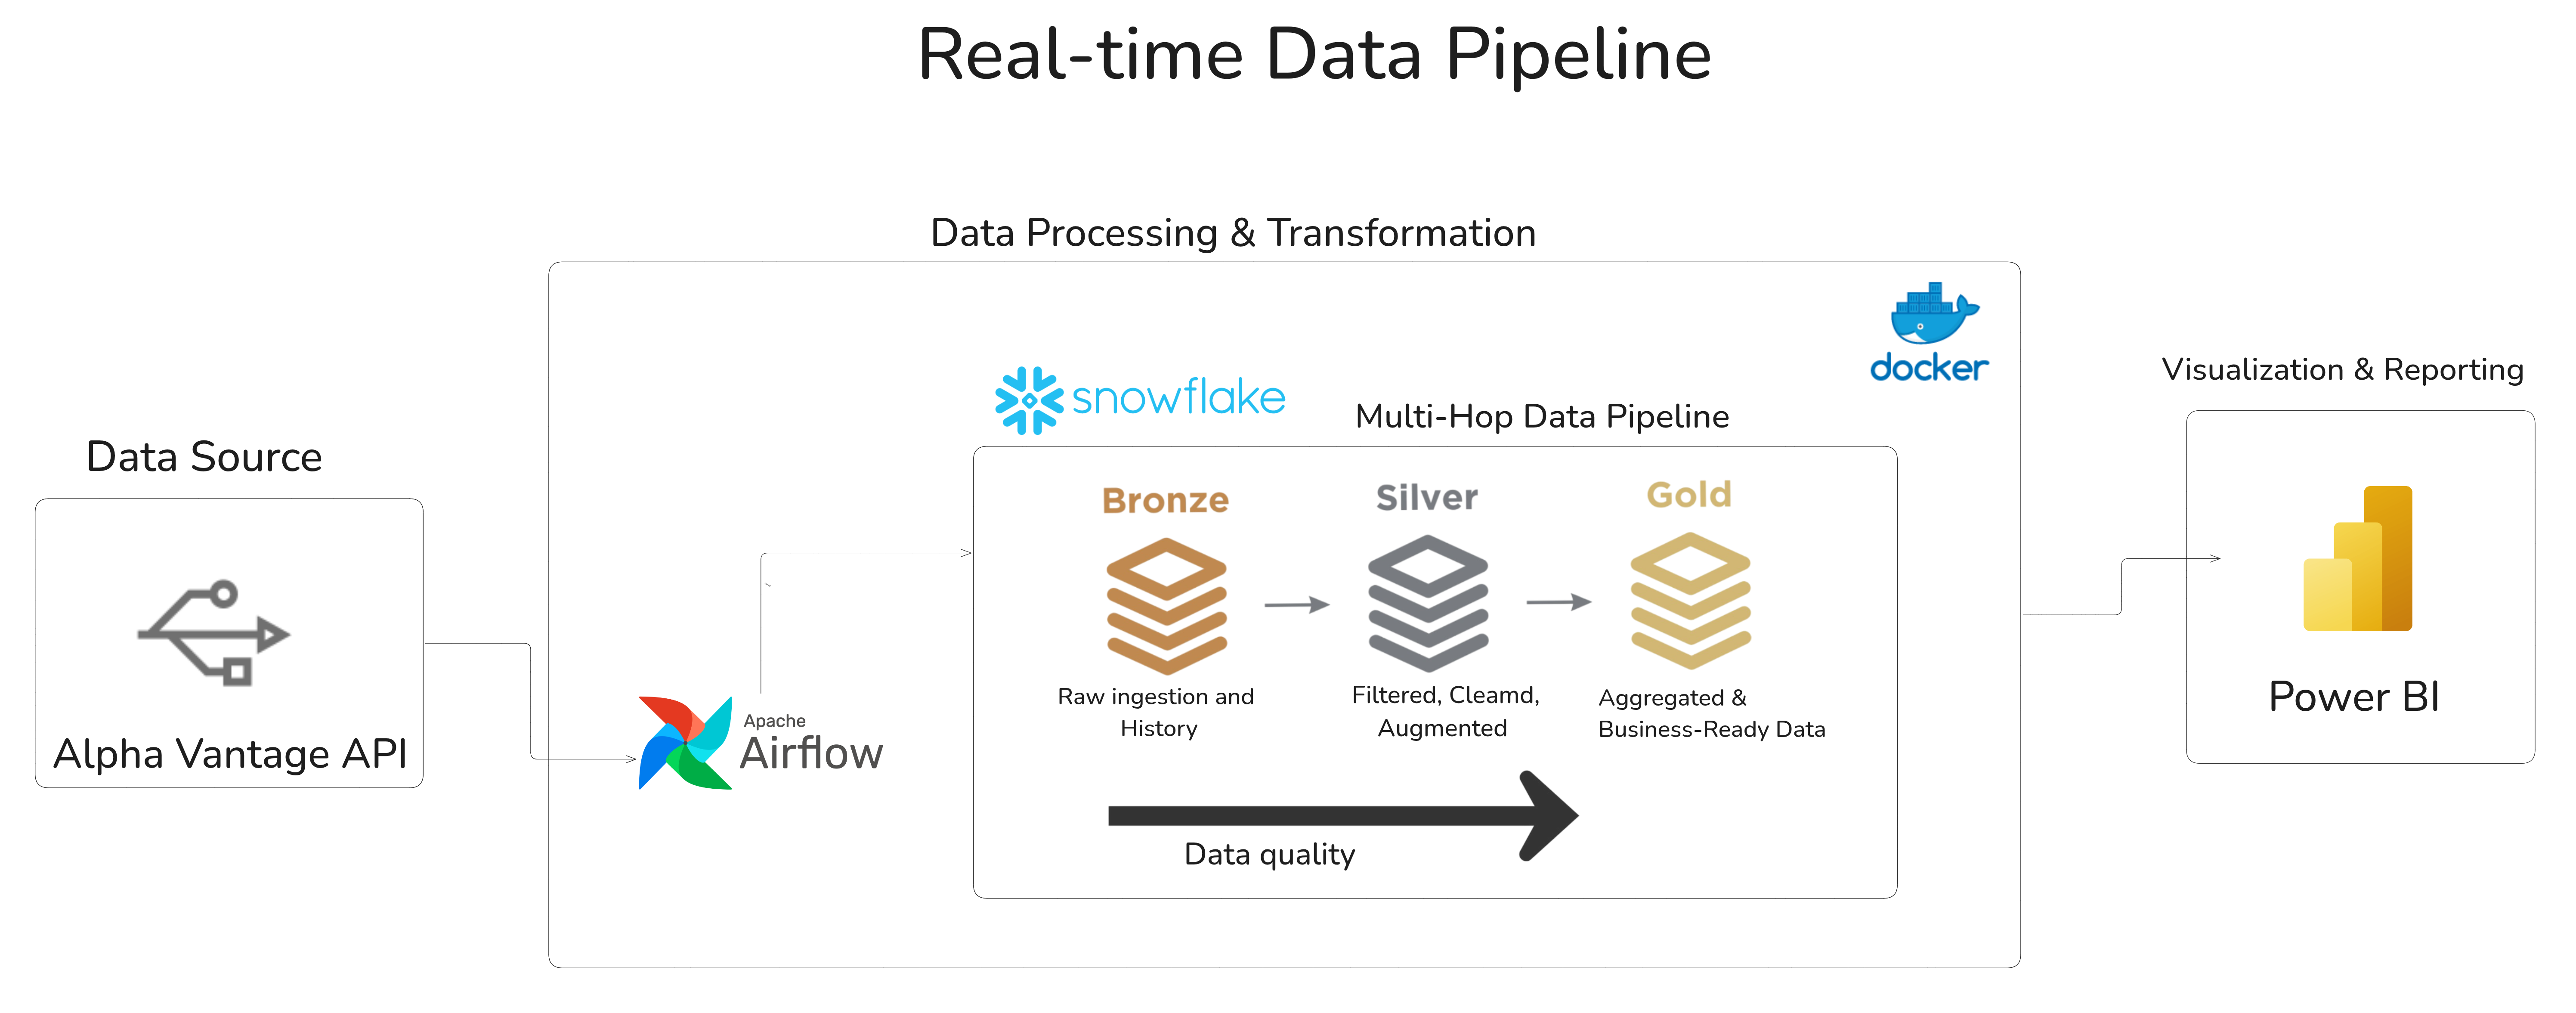 Real-time Data Pipeline
Data Processing & Transformation
docker
snowflake
Multi-Hop Data Pipeline
Visualization & Reporting
Data Source
Bronze
Silver
Gold
Raw ingestion and
History
Filtered, Cleamd,
Augmented
Aggregated &
Business-Ready Data
Apache
Airflow
Alpha Vantage API
Power BI
Data quality